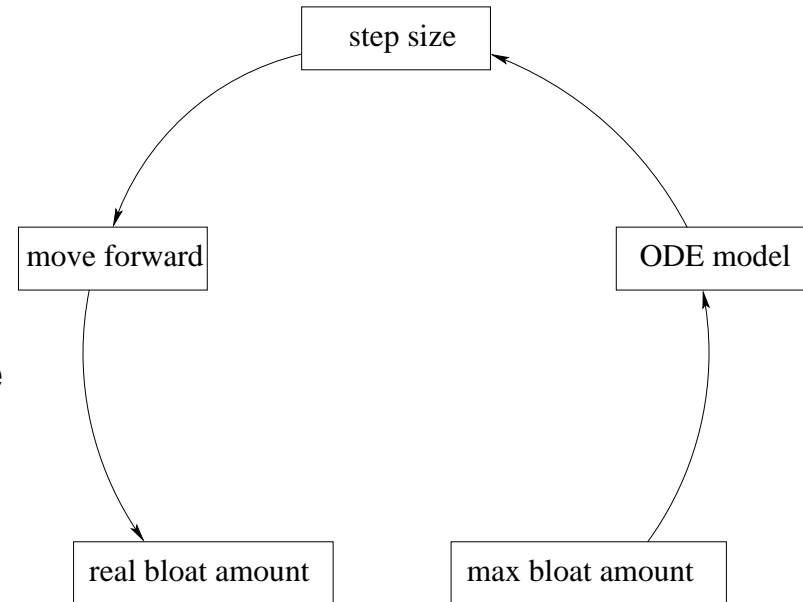 step size
move forward
ODE model
e
real bloat amount
max bloat amount